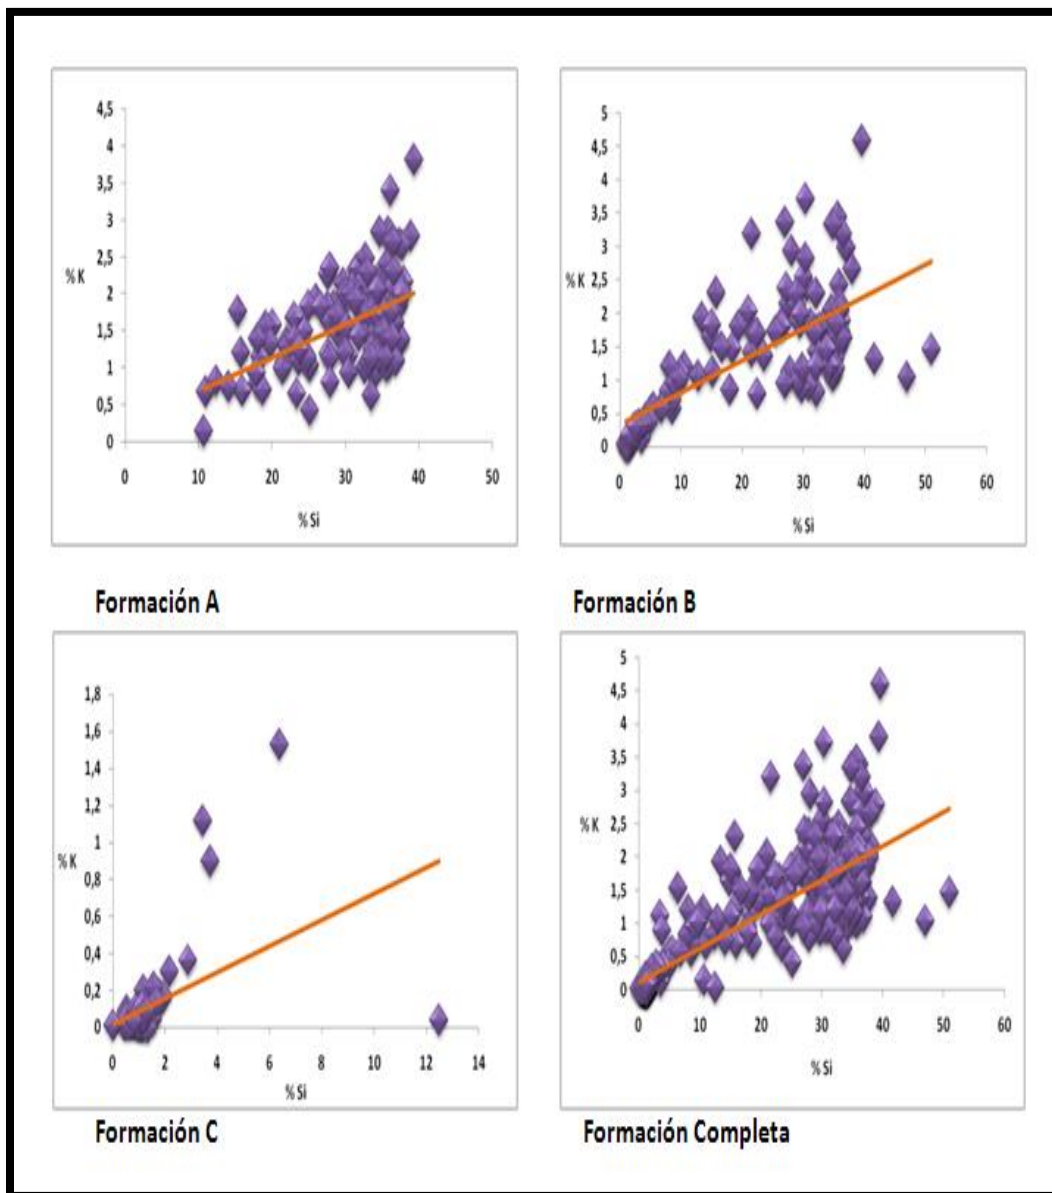 4,5
4
3,5
3
2,5
% K
2
1,5
1
0,5
0
0 10 20 30 40 50
% Si
Formación A
5
4,5
4
3,5
3
% K 2,5
2
1,5
1
0,5
0
0 10 20 30 40 50 60
% Si
Formación B
1,8
1,6
1,4
1,2
1
% K
0,8
0,6
0,4
0,2
0
0 2 4 6 8 10 12 14
% Si
Formación C
5
4,5
4
3,5
3
% K 2,5
2
1,5
1
0,5
0
0 10 20 30 40 50 60
% Si
Formación Completa